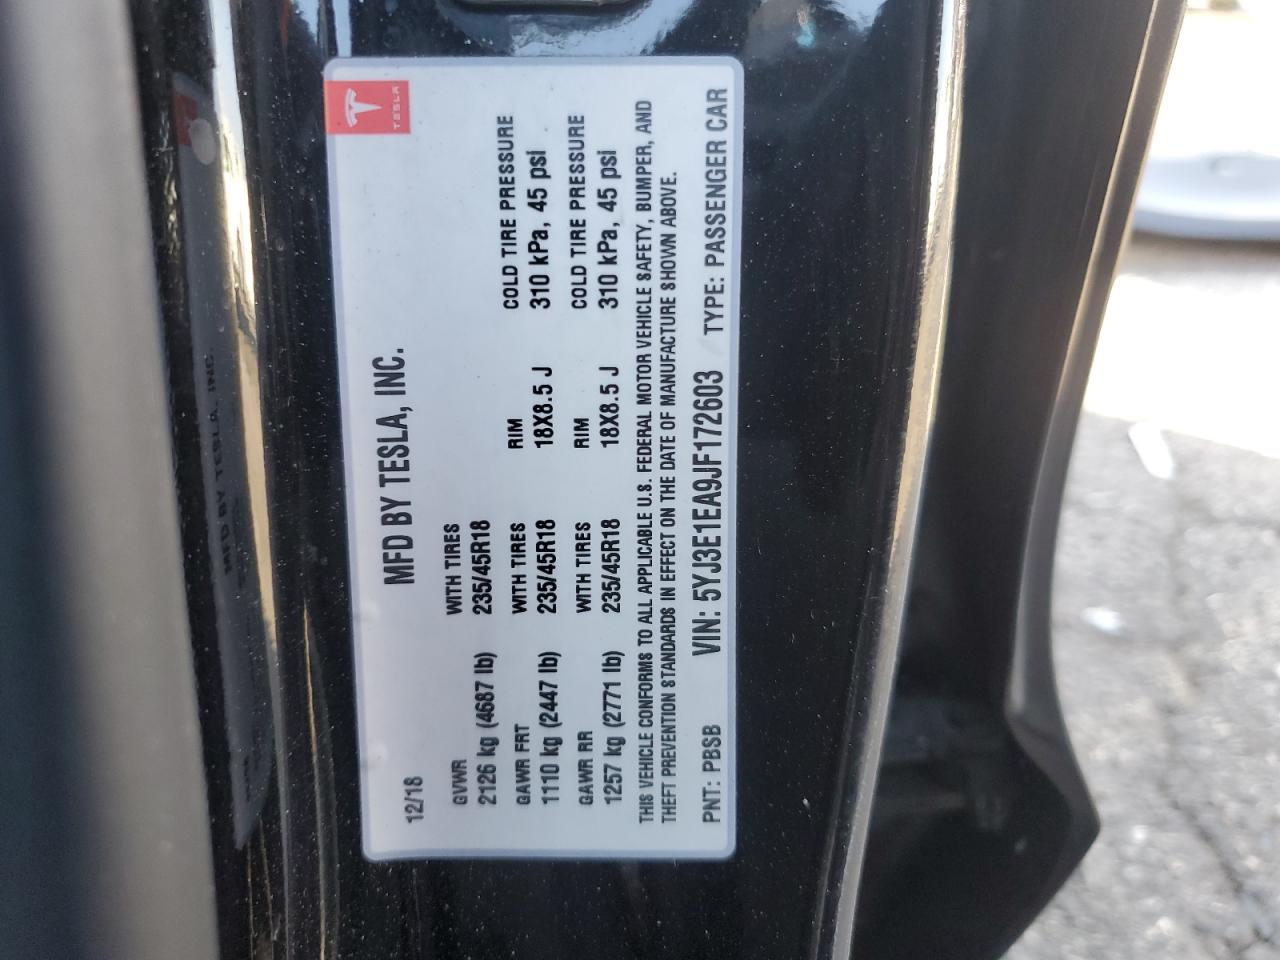 TESLA
MFD BY TESLA, INC.
12/18
GVWR WITH TIRES
2126 kg (4687 lb) 235/45R18
GAWR FRT WITH TIRES RIM COLD TIRE PRESSURE
1110 kg (2447 lb) 235/45R18 18X8.5 J 310 kPa, 45 psi
GAWR RR WITH TIRES RIM COLD TIRE PRESSURE
1257 kg (2771 lb) 235/45R18 18X8.5 J 310 kPa, 45 psi
THIS VEHICLE CONFORMS TO ALL APPLICABLE U.S. FEDERAL MOTOR VEHICLE SAFETY, BUMPER, AND
THEFT PREVENTION STANDARDS IN EFFECT ON THE DATE OF MANUFACTURE SHOWN ABOVE.
PNT: PBSB VIN: 5YJ3E1EA9JF172603 TYPE: PASSENGER CAR
MFD BY TESLA, INC.